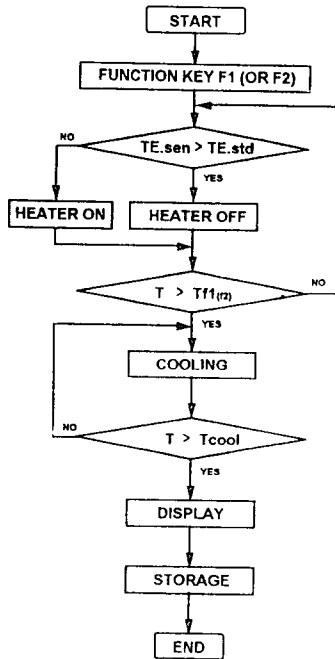 START
FUNCTION KEY F1 (OR F2)
TE.sen > TE.std
NO
YES
HEATER ON
HEATER OFF
T > Tf1(f2)
NO
YES
COOLING
T > Tcool
NO
YES
DISPLAY
STORAGE
END